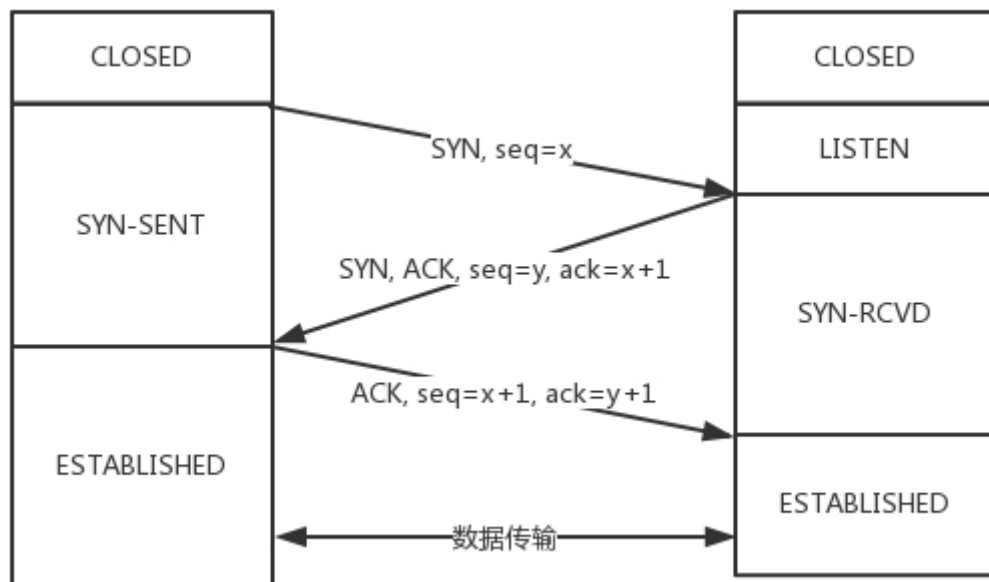 CLOSED
CLOSED
SYN, seq=x
LISTEN
SYN-SENT
SYN, ACK, seq=y, ack=x+1
SYN-RCVD
ACK, seq=x+1, ack=y+1
ESTABLISHED
ESTABLISHED
数据传输